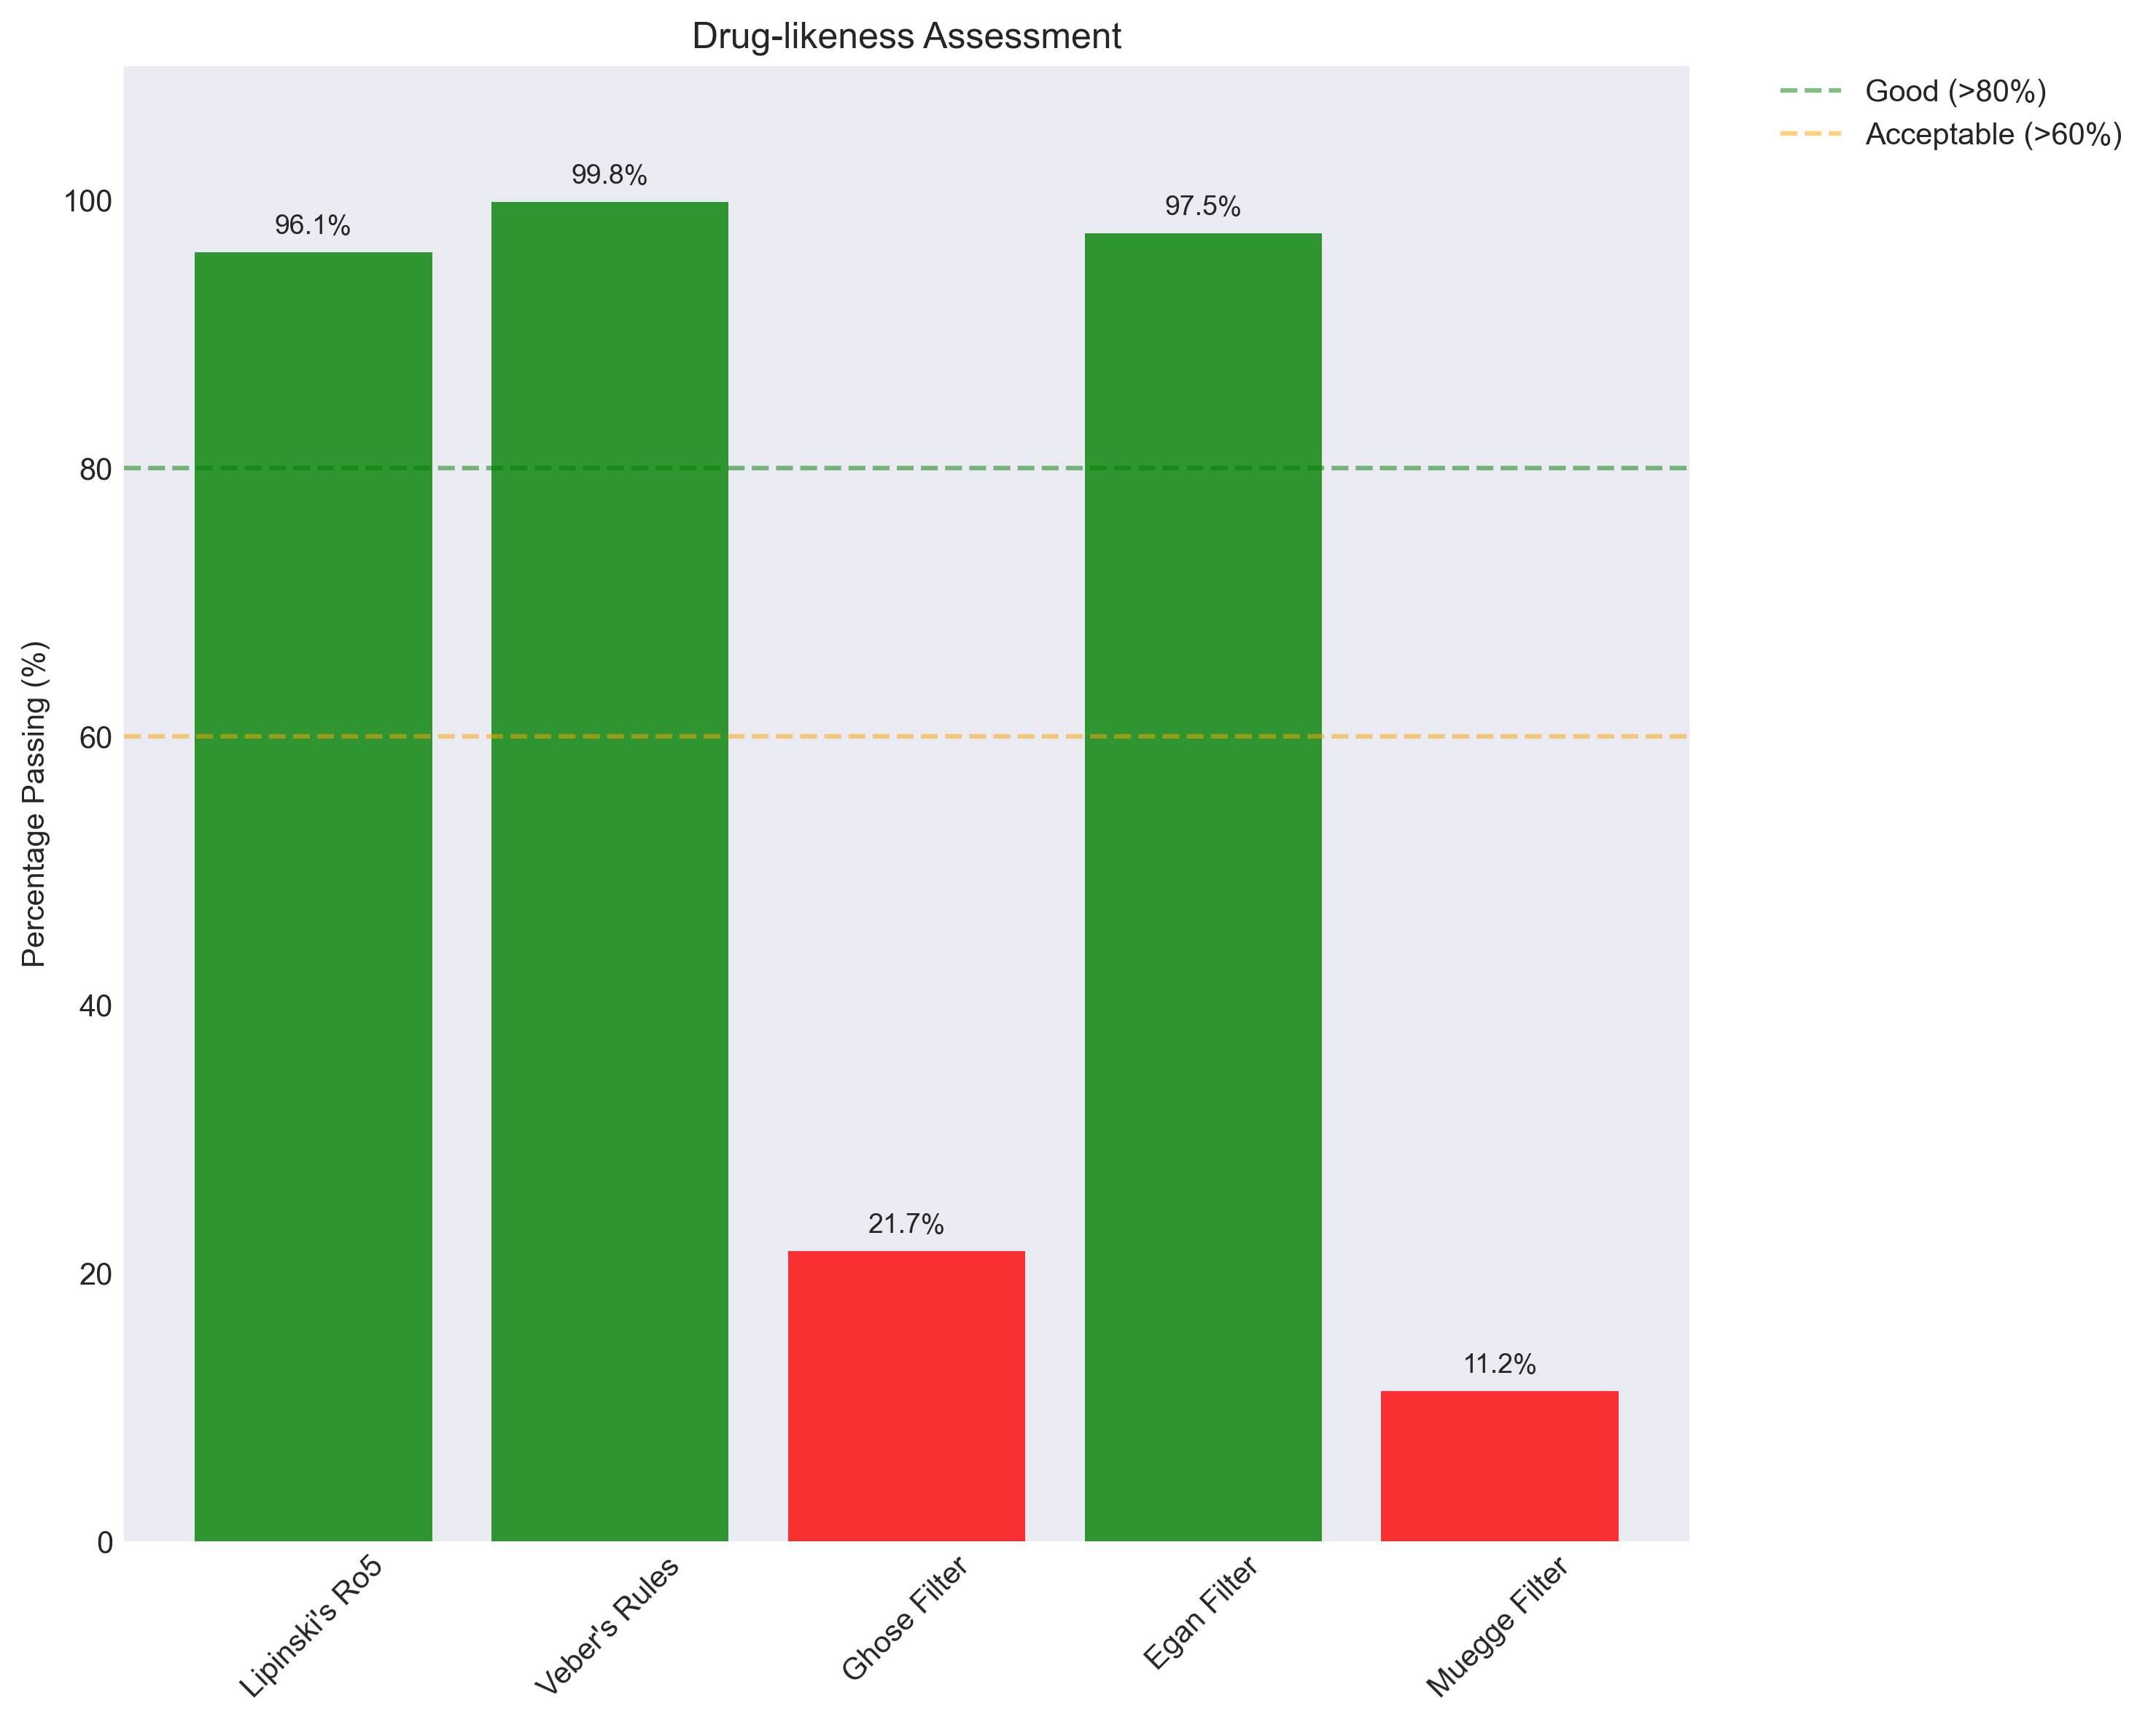 Drug-likeness Assessment
Good (>80%)
Acceptable (>60%)
Percentage Passing (%)
100
80
60
40
20
0
96.1%
99.8%
21.7%
97.5%
11.2%
Lipinski's Ro5
Veber's Rules
Ghose Filter
Egan Filter
Muegge Filter